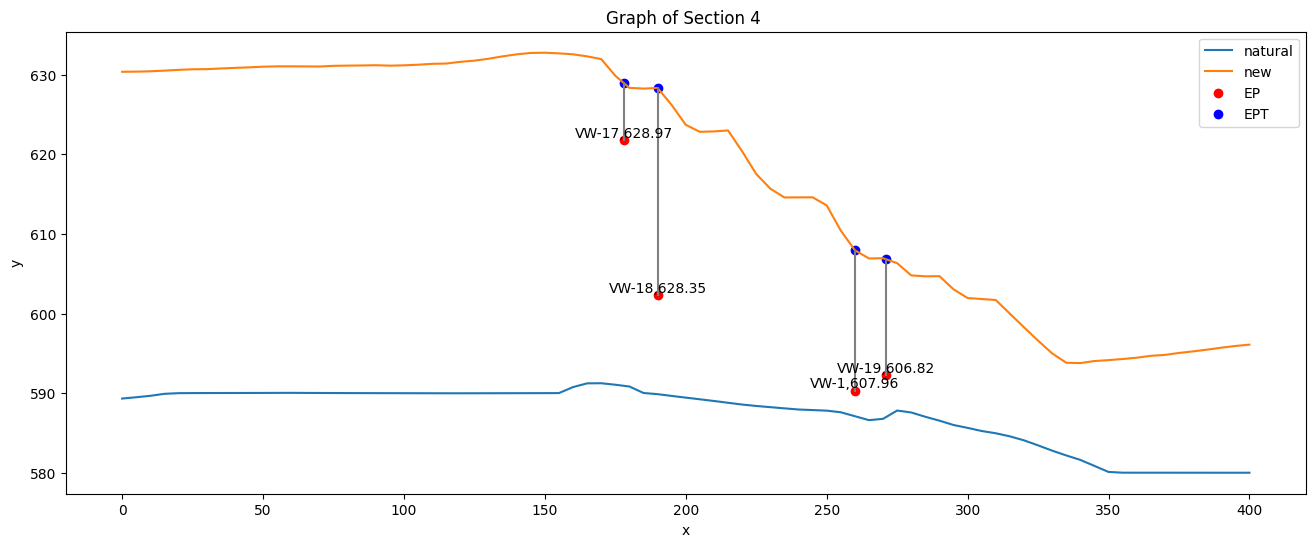 Graph of Section 4
natural
new
EP
EPT
y
630
620
610
600
590
580
VW-17,628.97
VW-18,628.35
VW-19,606.82
VW-1,607.96
0 50 100 150 200 250 300 350 400
x